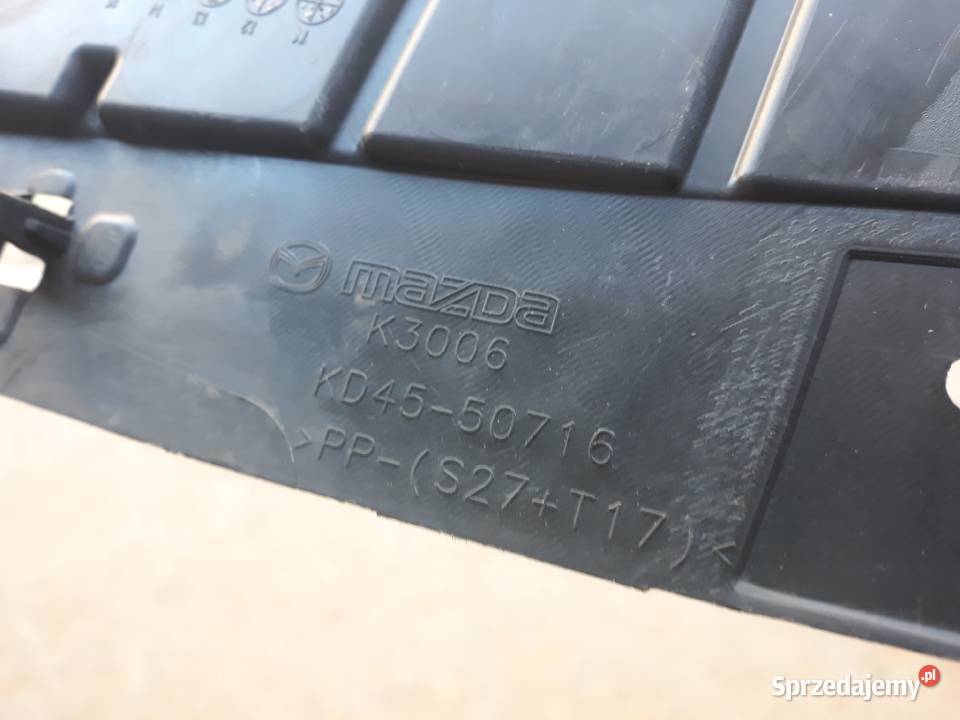 mazda
K3006
KD45-50716
>PP-(S27+T17)<
Sprzedajemy.pl